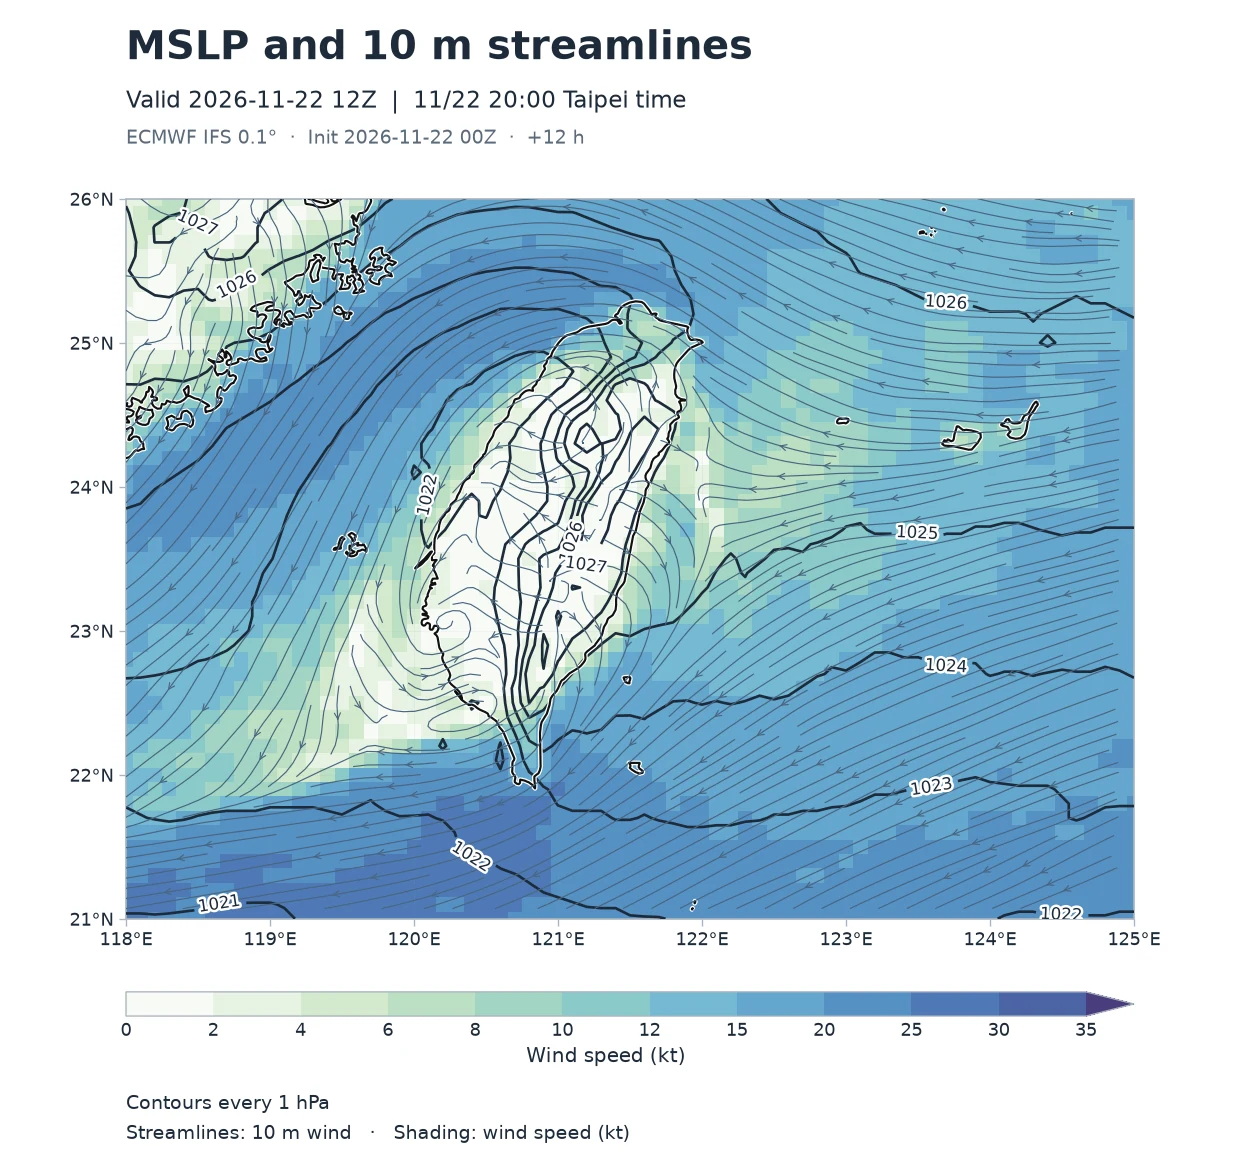 MSLP and 10 m streamlines
Valid 2026-11-22 12Z | 11/22 20:00 Taipei time
ECMWF IFS 0.1° · Init 2026-11-22 00Z · +12 h
26°N
1027
1026
1026
25°N
24°N
1022
1025
1026
1027
23°N
1024
22°N
1023
1022
1021
1022
21°N
118°E 119°E 120°E 121°E 122°E 123°E 124°E 125°E
0 2 4 6 8 10 12 15 20 25 30 35
Wind speed (kt)
Contours every 1 hPa
Streamlines: 10 m wind · Shading: wind speed (kt)